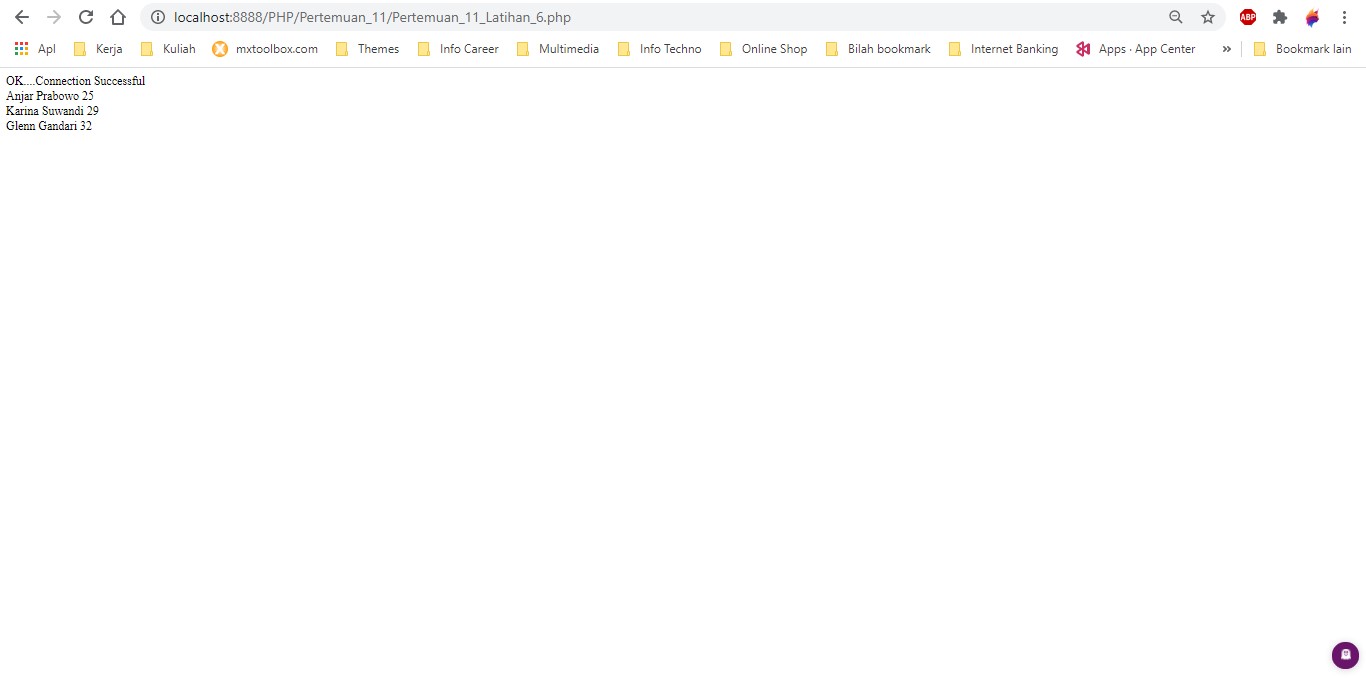 localhost:8888/PHP/Pertemuan_11/Pertemuan_11_Latihan_6.php ABP
Apl Kerja Kuliah mxtoolbox.com Themes Info Career Multimedia Info Techno Online Shop Bilah bookmark Internet Banking Apps · App Center » Bookmark lain
OK....Connection Successful
Anjar Prabowo 25
Karina Suwandi 29
Glenn Gandari 32